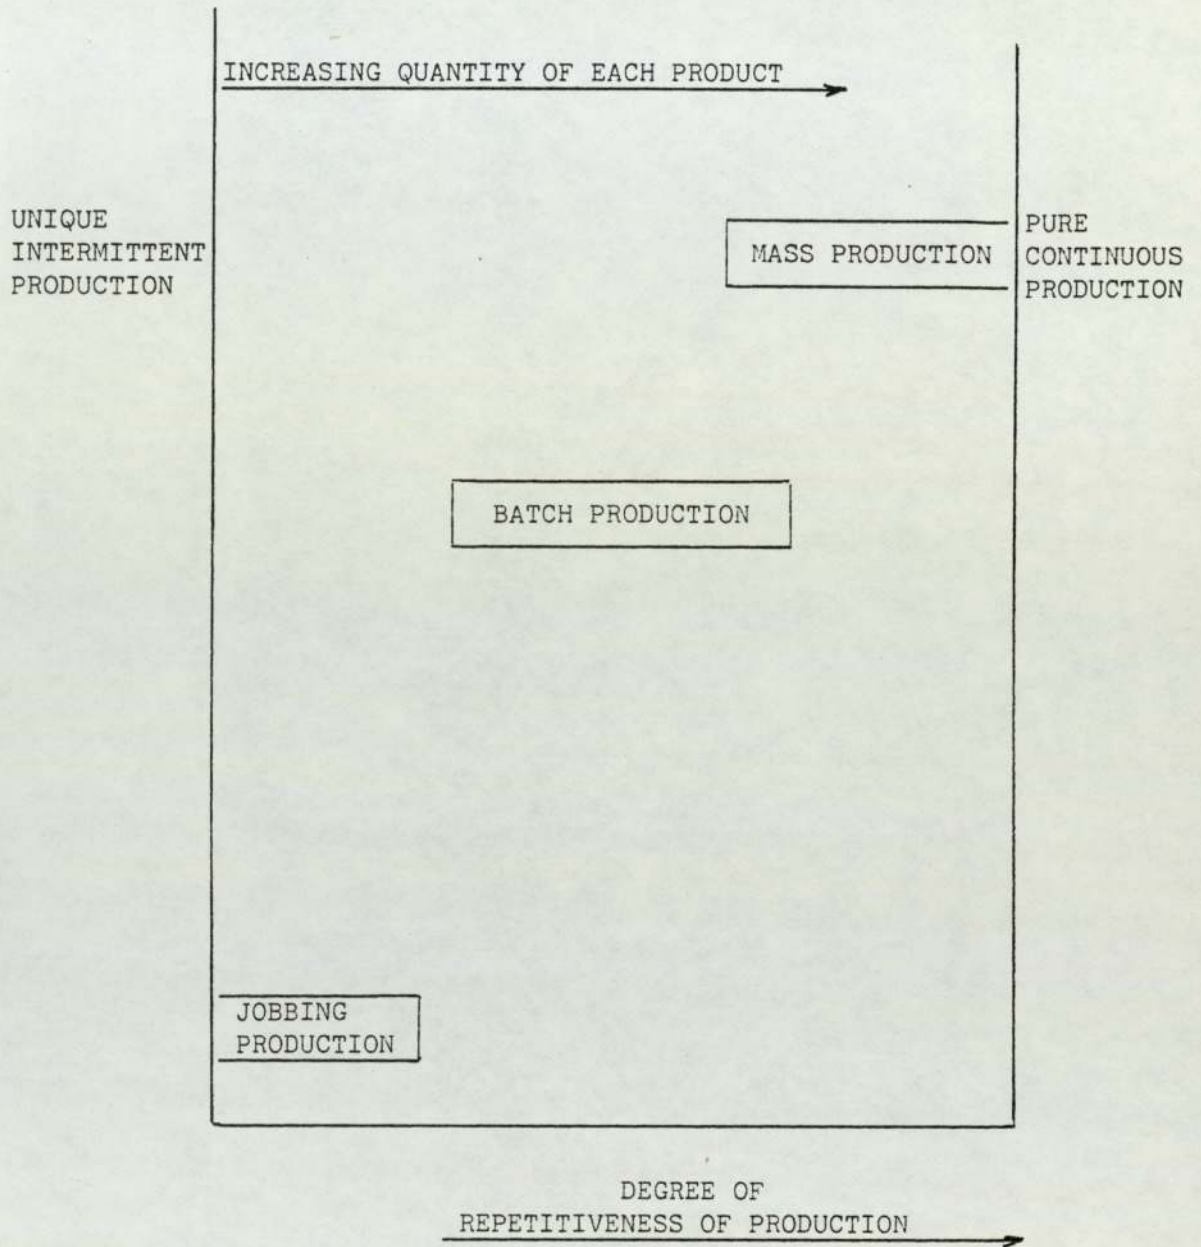 INCREASING QUANTITY OF EACH PRODUCT
UNIQUE
INTERMITTENT
PRODUCTION
MASS PRODUCTION
PURE
CONTINUOUS
PRODUCTION
BATCH PRODUCTION
JOBBING
PRODUCTION
DEGREE OF
REPETITIVENESS OF PRODUCTION